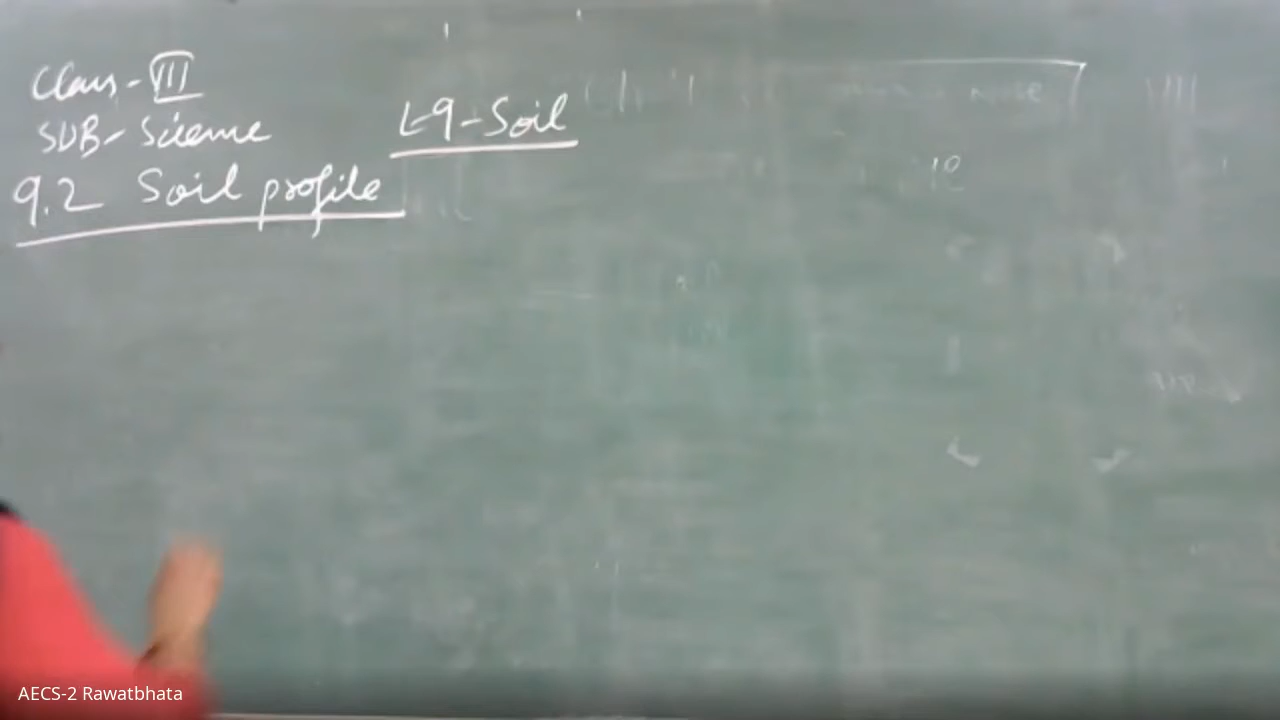 Class - VII
SUB - Science
L-9 - Soil
9.2 Soil profile
AECS-2 Rawatbhata